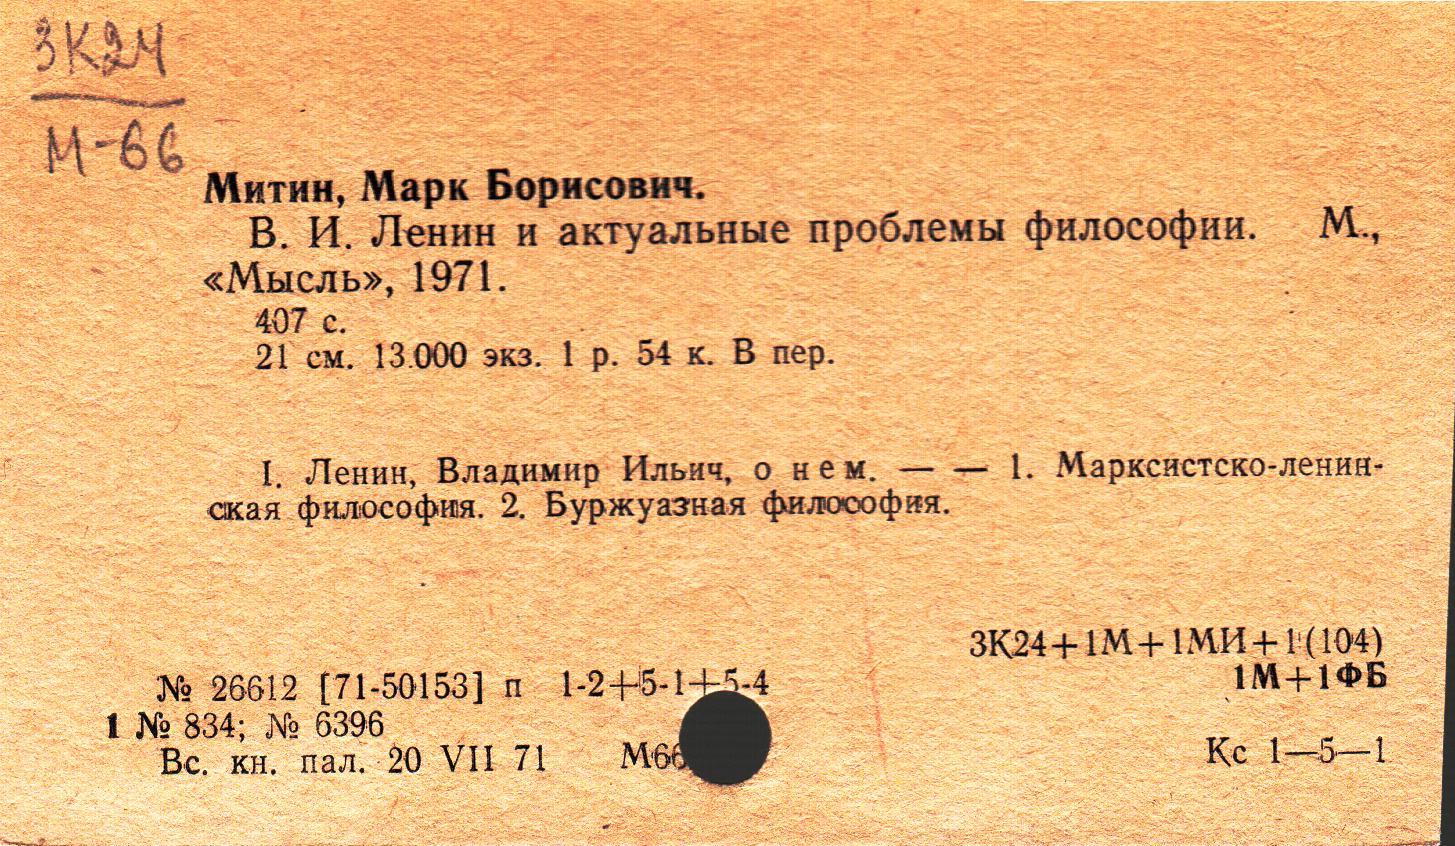 3К24
М-66
Митин, Марк Борисович.
В. И. Ленин и актуальные проблемы философии. М.,
«Мысль», 1971.
407 с.
21 см. 13.000 экз. 1 р. 54 к. В пер.
I. Ленин, Владимир Ильич, о нем. — — 1. Марксистско-ленин-
ская философия. 2. Буржуазная философия.
3К24+1М+1МИ+1(104)
1М+1ФБ
№ 26612 [71-50153] п 1-2+5-1+5-4
1 № 834; № 6396
Вс. кн. пал. 20 VII 71 М66
Кс 1—5—1